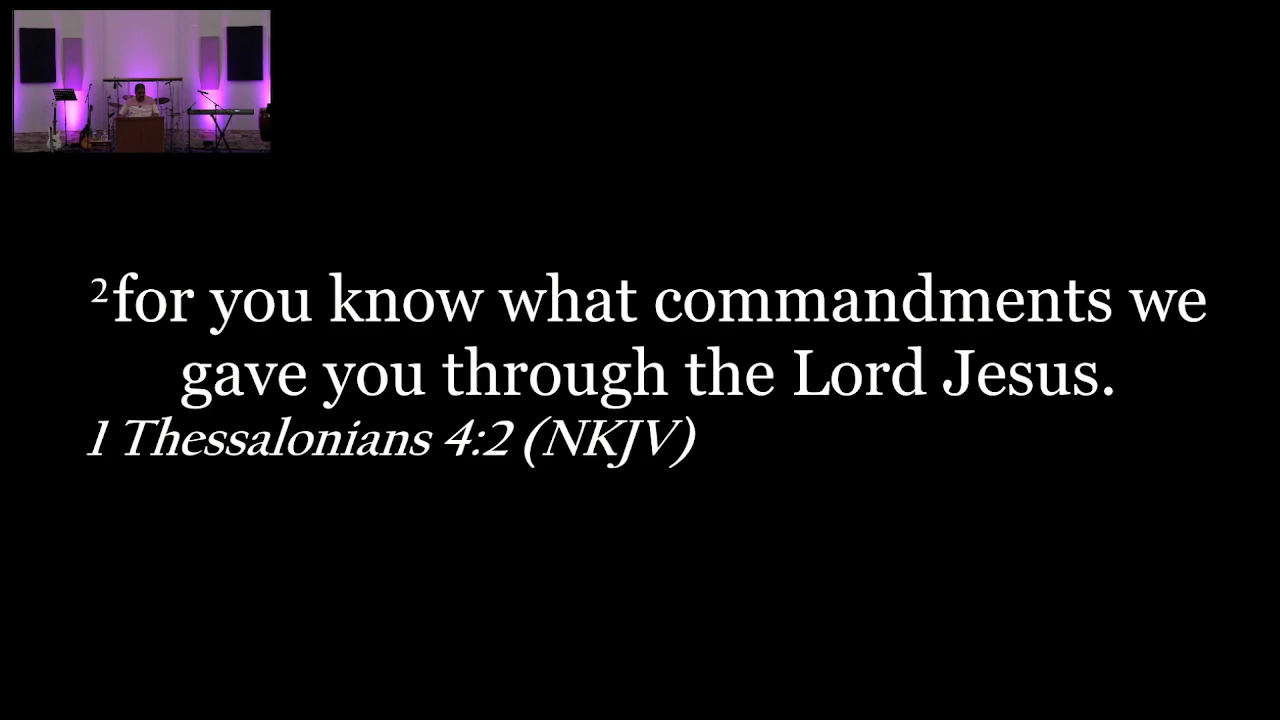 ²for you know what commandments we
gave you through the Lord Jesus.
1 Thessalonians 4:2 (NKJV)